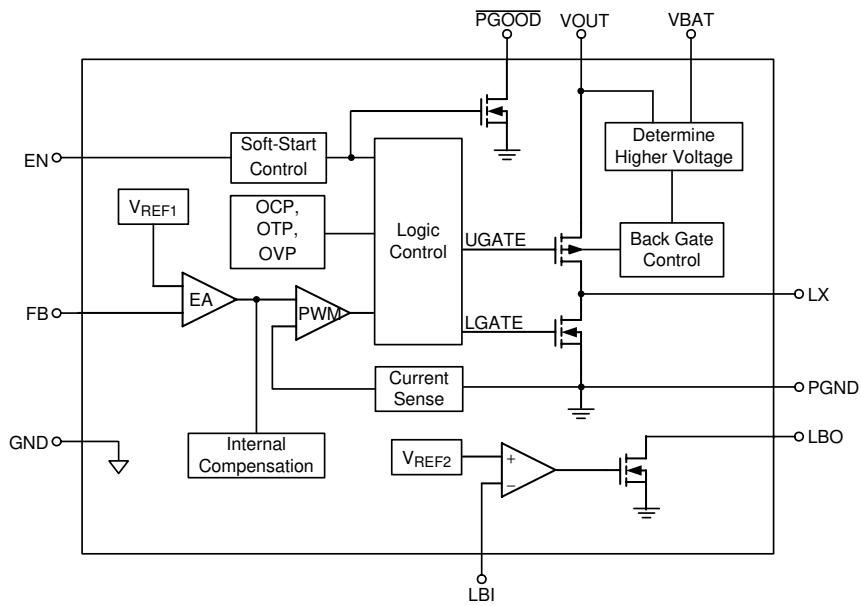 PGOOD
VOUT
VBAT
EN
Soft-Start
Control
Determine
Higher Voltage
VREF1
OCP,
OTP,
OVP
Logic
Control
UGATE
Back Gate
Control
EA
PWM
LX
FB
LGATE
Current
Sense
PGND
GND
Internal
Compensation
VREF2
+
−
LBO
LBI